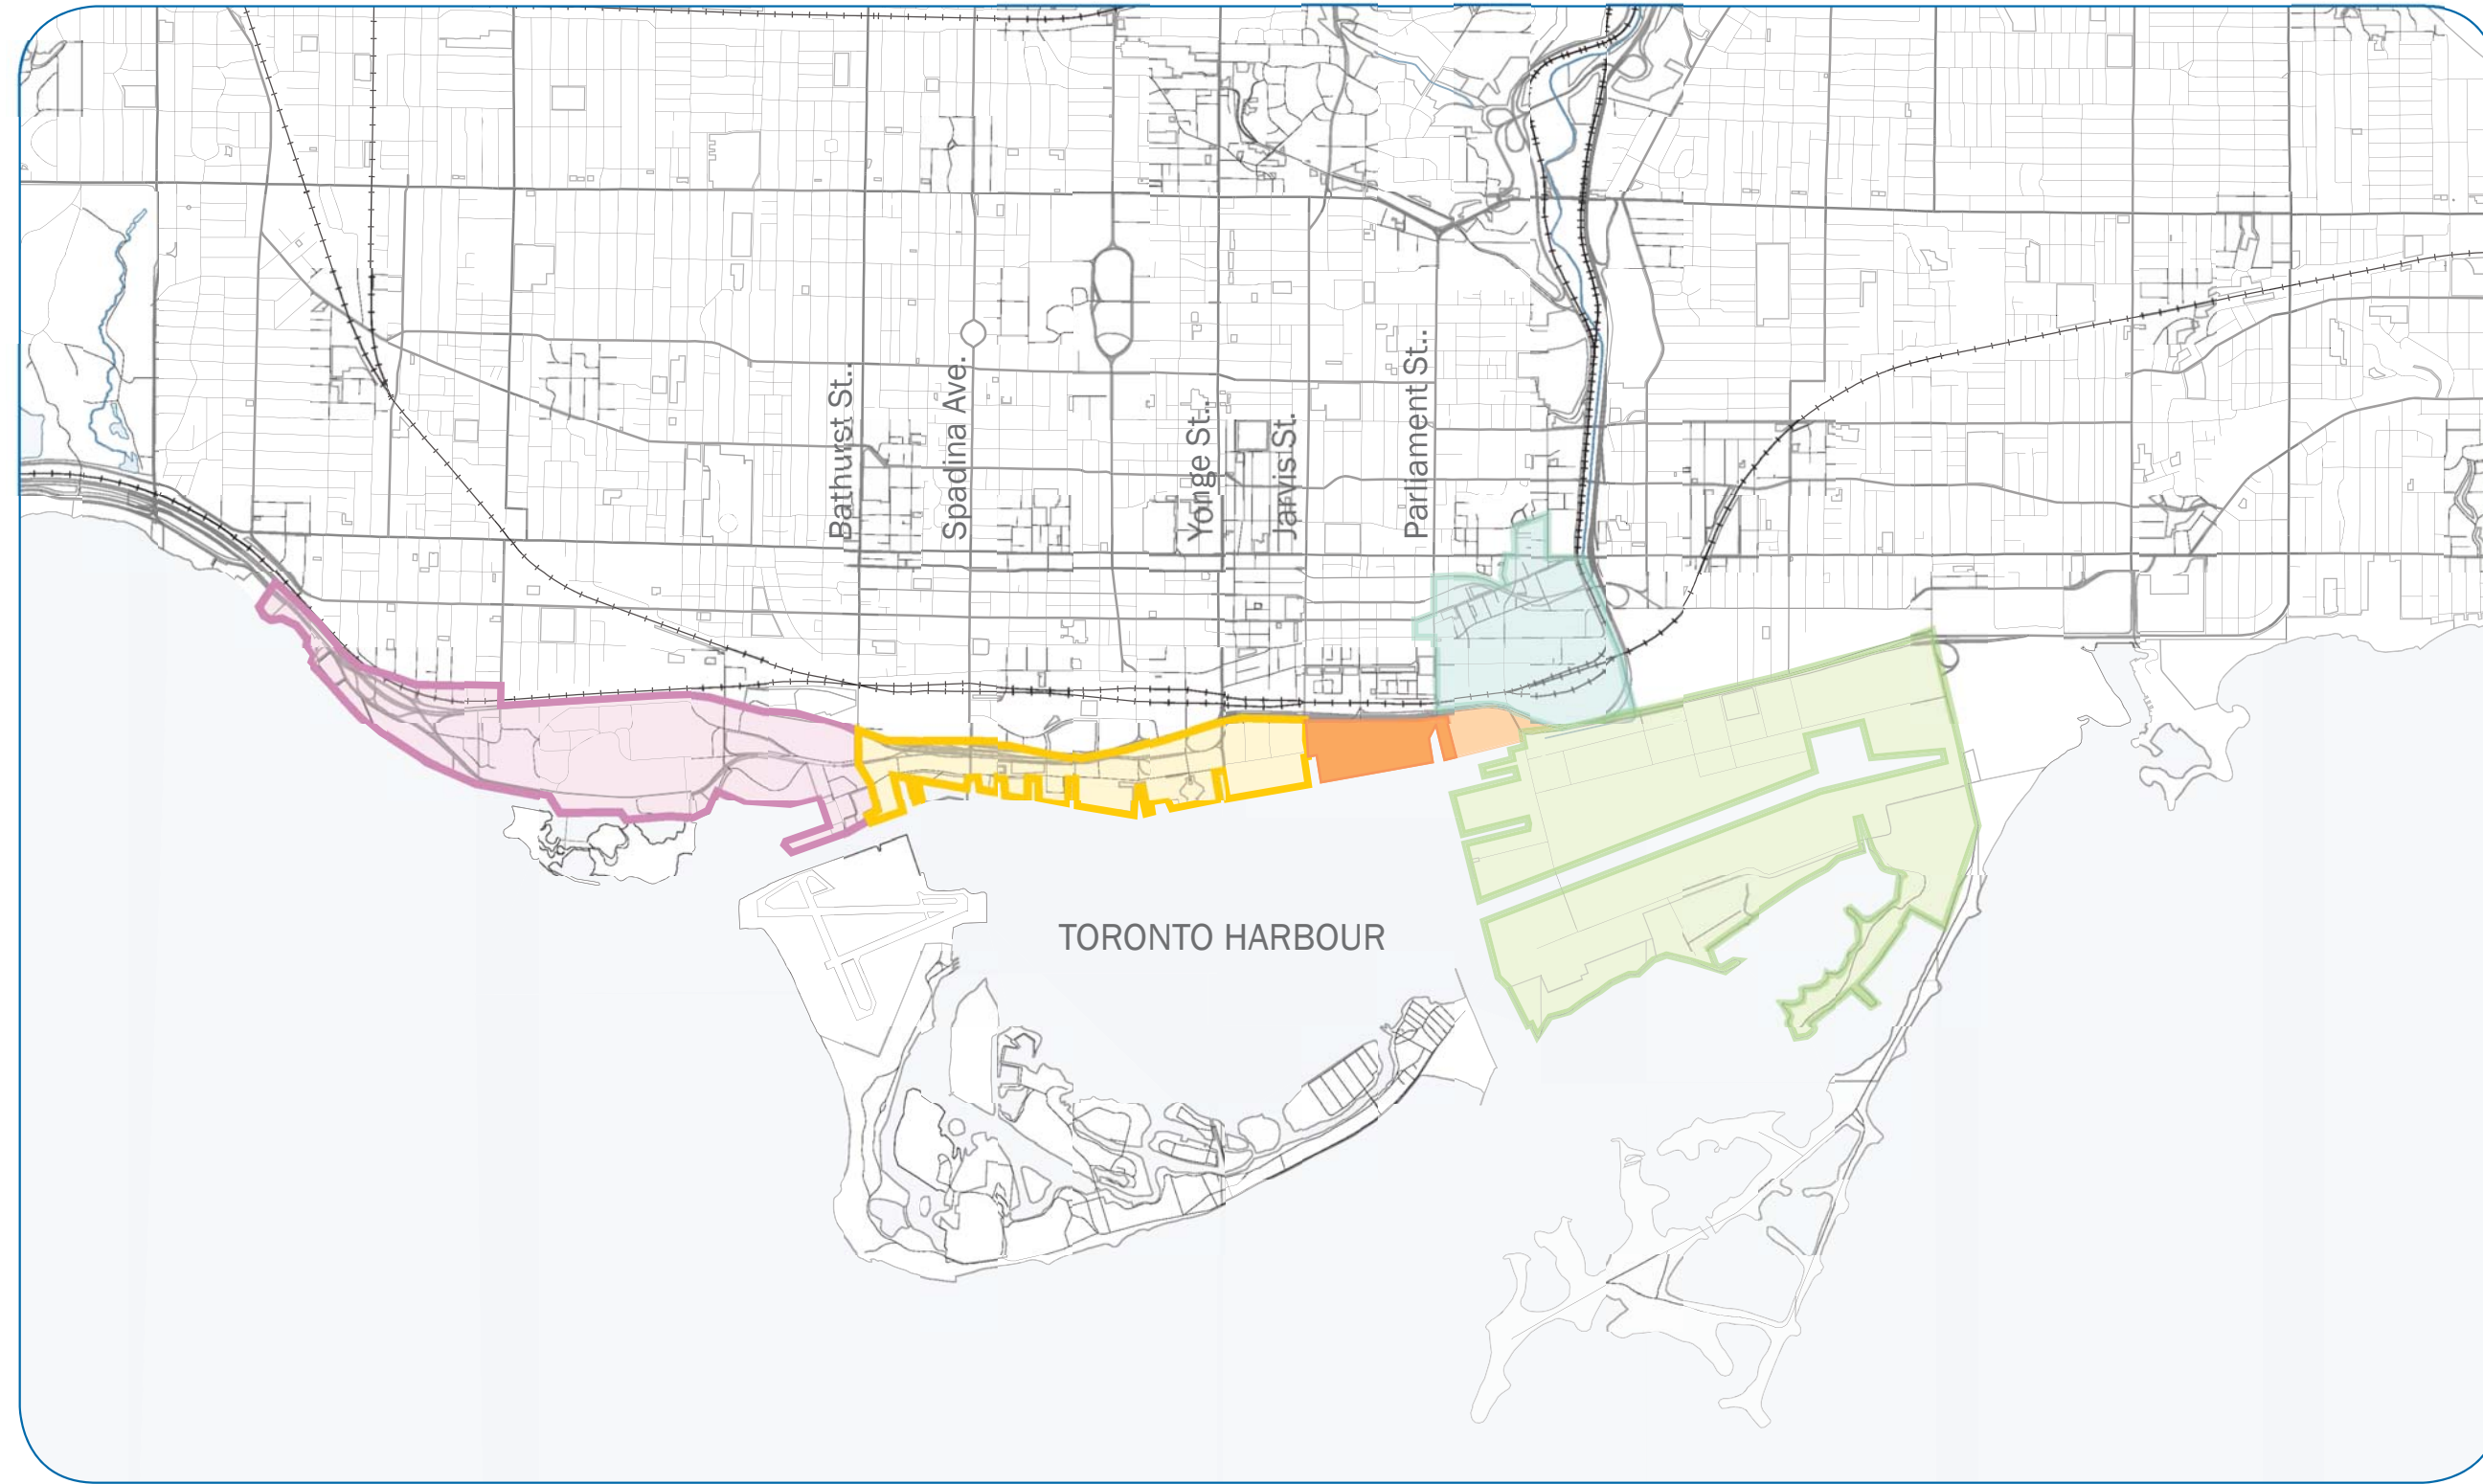 Bathurst St..
Spadina Ave.
Yonge St..
Jarvis St.
Parliament St..
TORONTO HARBOUR